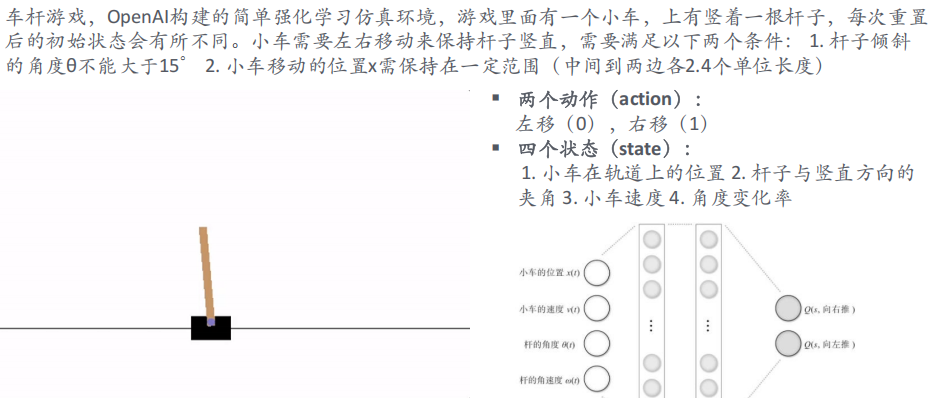 车杆游戏，OpenAI构建的简单强化学习仿真环境，游戏里面有一个小车，上有竖着一根杆子，每次重置
后的初始状态会有所不同。小车需要左右移动来保持杆子竖直，需要满足以下两个条件： 1. 杆子倾斜
的角度θ不能大于15° 2. 小车移动的位置x需保持在一定范围（中间到两边各2.4个单位长度）
▪ 两个动作（action）：
左移（0），右移（1）
▪ 四个状态（state）：
1. 小车在轨道上的位置 2. 杆子与竖直方向的
夹角 3. 小车速度 4. 角度变化率
小车的位置 x(t)
小车的速度 v(t)
杆的角度 θ(t)
杆的角速度 ω(t)
⋮ ⋮
Q(s, 向右推 )
Q(s, 向左推 )